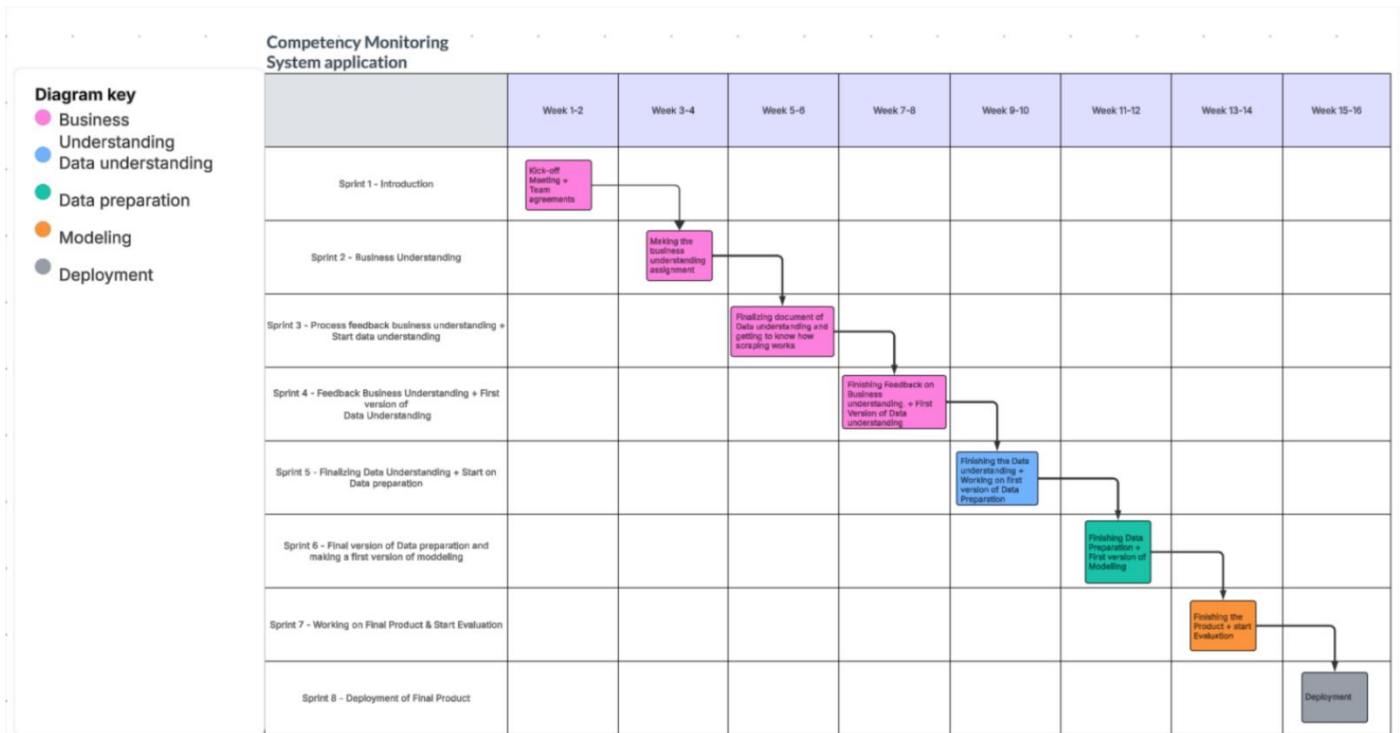 Competency Monitoring
System application
Diagram key
Business
Understanding
Data understanding
Data preparation
Modeling
Deployment
Week 1-2
Week 3-4
Week 5-6
Week 7-8
Week 9-10
Week 11-12
Week 13-14
Week 15-16
Sprint 1 - Introduction
Kick-off
Meeting +
Team
agreements
Sprint 2 - Business Understanding
Making the
business
understanding
assignment
Sprint 3 - Process feedback business understanding +
Start data understanding
Finalizing document of
Data understanding and
getting to know how
scraping works
Sprint 4 - Feedback Business Understanding + First
version of
Data Understanding
Finishing Feedback on
Business
understanding. + First
Version of Data
understanding
Sprint 5 - Finalizing Data Understanding + Start on
Data preparation
Finishing the Data
understanding +
Working on first
version of Data
Preparation
Sprint 6 - Final version of Data preparation and
making a first version of moddeling
Finishing Data
Preparation +
First version of
Modelling
Sprint 7 - Working on Final Product & Start Evaluation
Finishing the
Product + start
Evaluation
Sprint 8 - Deployment of Final Product
Deployment